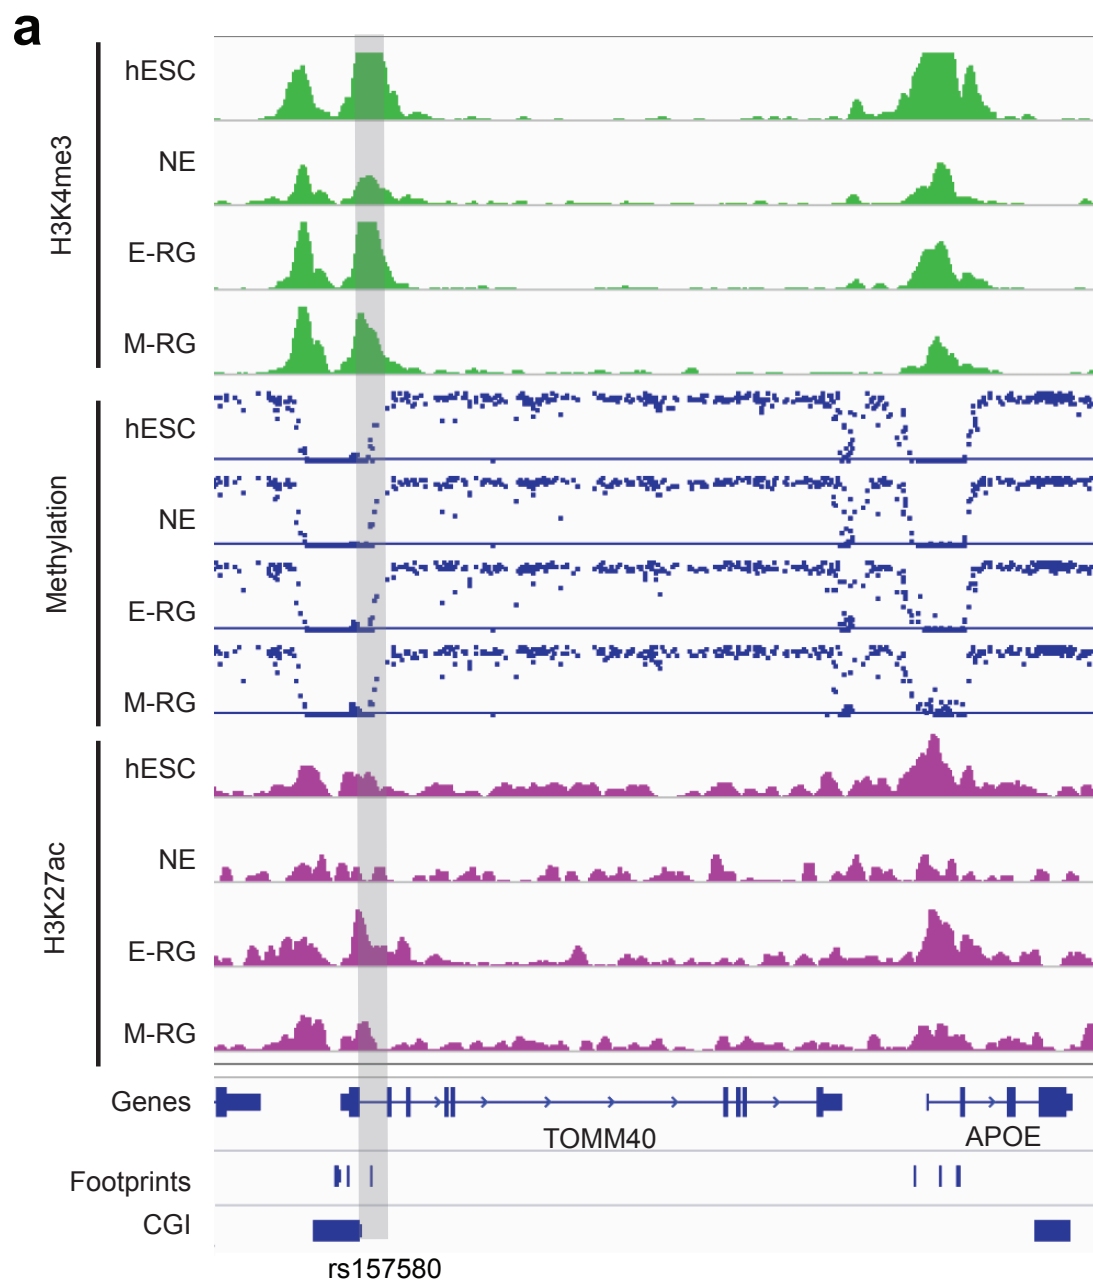 a
H3K4me3
hESC
NE
E-RG
M-RG
Methylation
hESC
NE
E-RG
M-RG
H3K27ac
hESC
NE
E-RG
M-RG
Genes
TOMM40 APOE
Footprints
CGI
rs157580